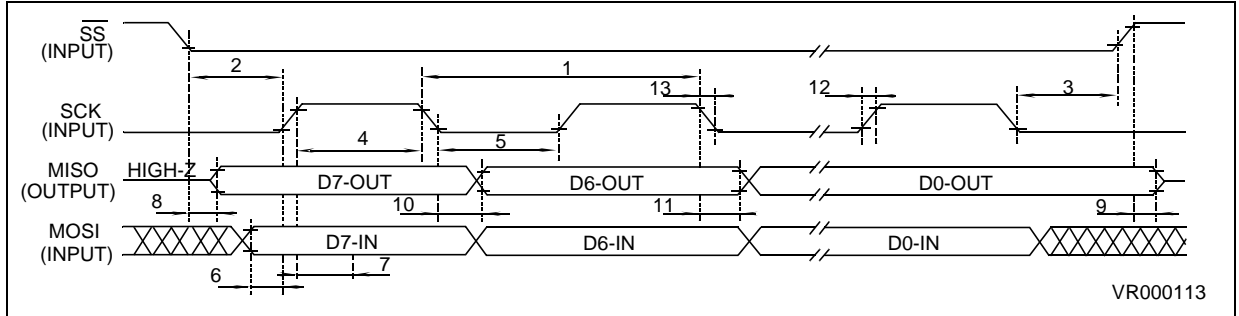 SS
(INPUT)
2
1
13
12
3
SCK
(INPUT)
4
5
MISO
(OUTPUT)
HIGH-Z
D7-OUT
D6-OUT
D0-OUT
8
10
11
9
MOSI
(INPUT)
D7-IN
D6-IN
D0-IN
6
7
VR000113